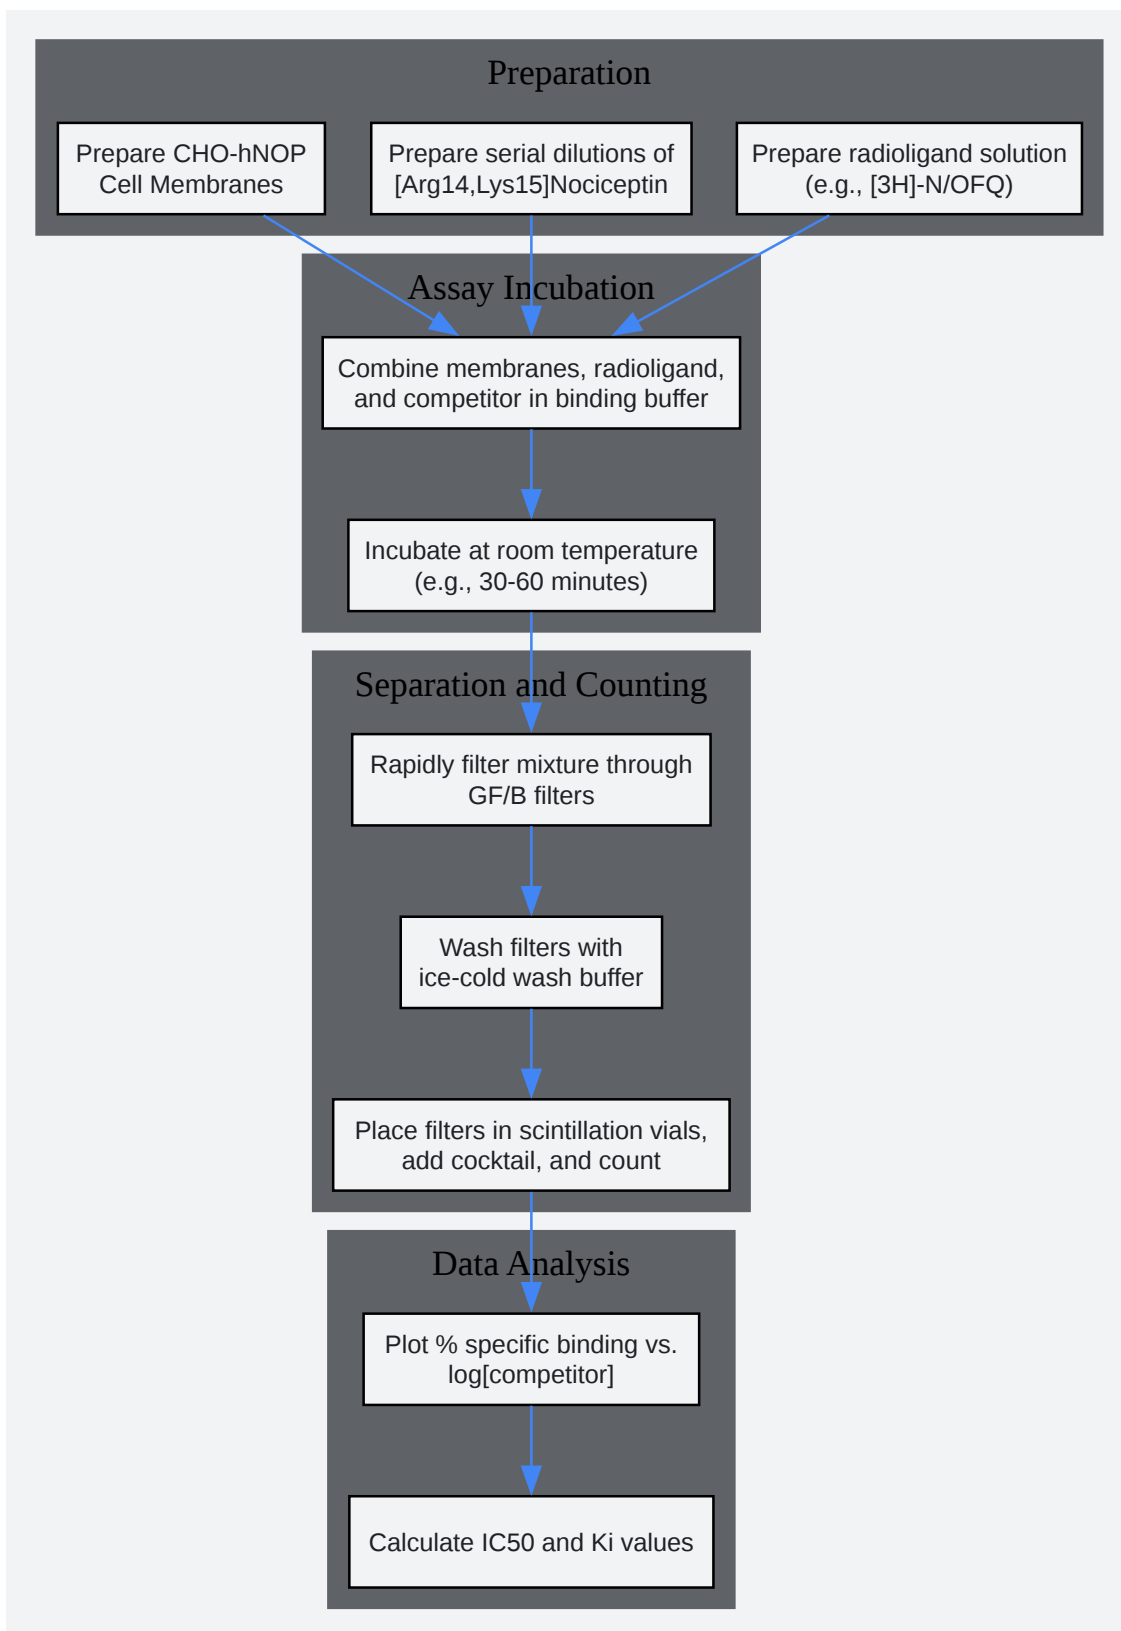 Preparation
Prepare CHO-hNOP
Cell Membranes
Prepare serial dilutions of
[Arg14,Lys15]Nociceptin
Prepare radioligand solution
(e.g., [3H]-N/OFQ)
Assay Incubation
Combine membranes, radioligand,
and competitor in binding buffer
Incubate at room temperature
(e.g., 30-60 minutes)
Separation and Counting
Rapidly filter mixture through
GF/B filters
Wash filters with
ice-cold wash buffer
Place filters in scintillation vials,
add cocktail, and count
Data Analysis
Plot % specific binding vs.
log[competitor]
Calculate IC50 and Ki values